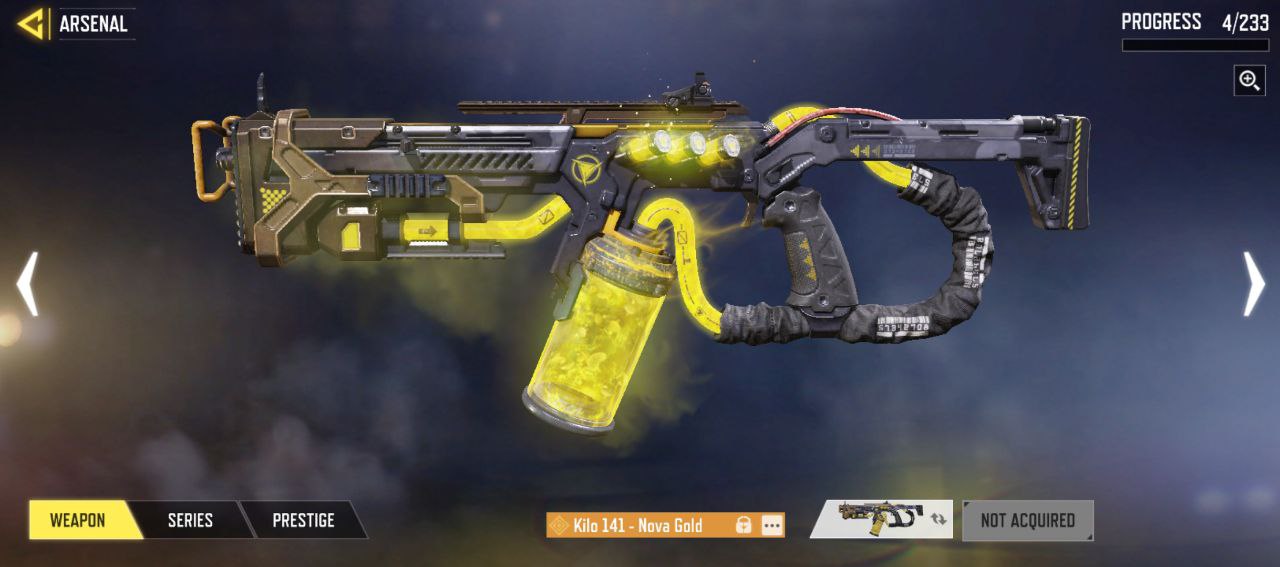 ARSENAL
PROGRESS 4/233
WEAPON
SERIES
PRESTIGE
Kilo 141 - Nova Gold
NOT ACQUIRED